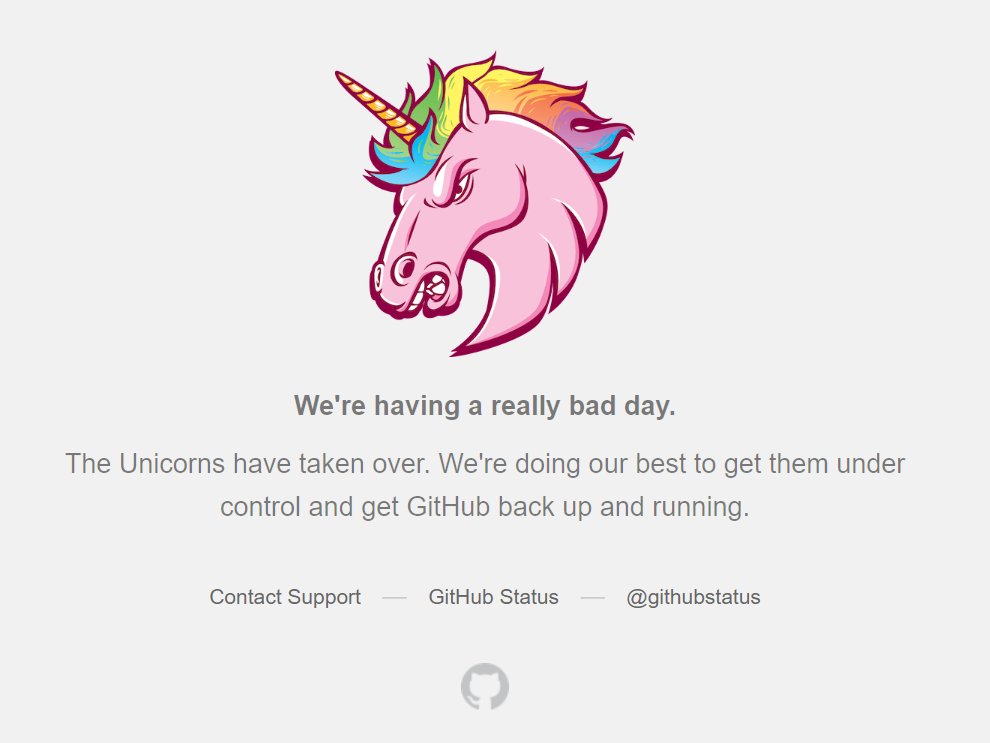 We're having a really bad day.
The Unicorns have taken over. We're doing our best to get them under
control and get GitHub back up and running.
Contact Support — GitHub Status — @githubstatus